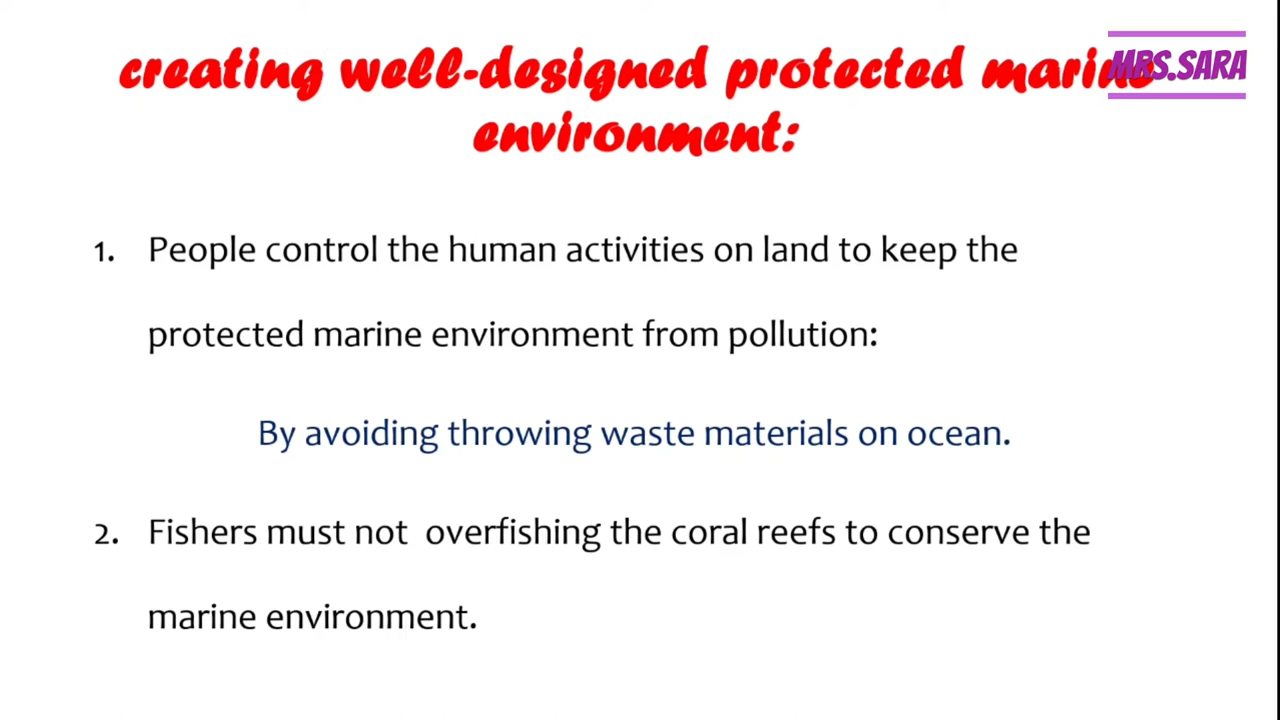 creating well-designed protected marine
MRS.SARA
environment:
1. People control the human activities on land to keep the
protected marine environment from pollution:
By avoiding throwing waste materials on ocean.
2. Fishers must not overfishing the coral reefs to conserve the
marine environment.